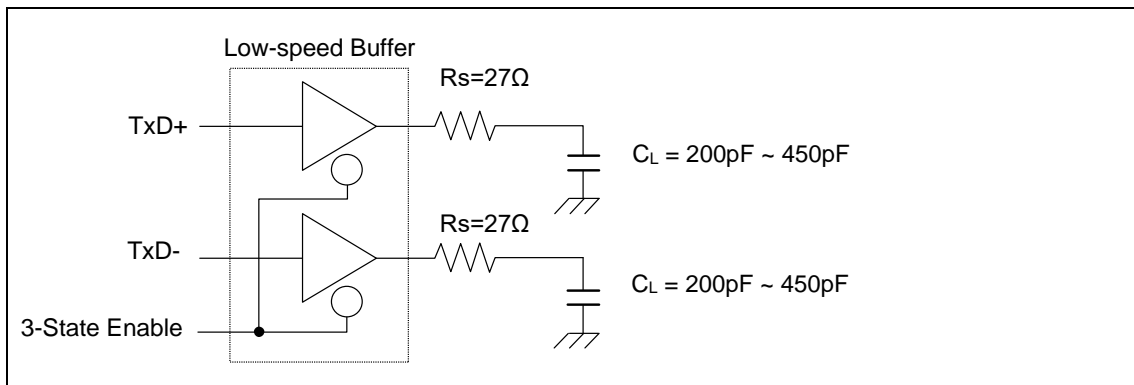 Low-speed Buffer
Rs=27Ω
TxD+
CL = 200pF ~ 450pF
Rs=27Ω
TxD-
CL = 200pF ~ 450pF
3-State Enable